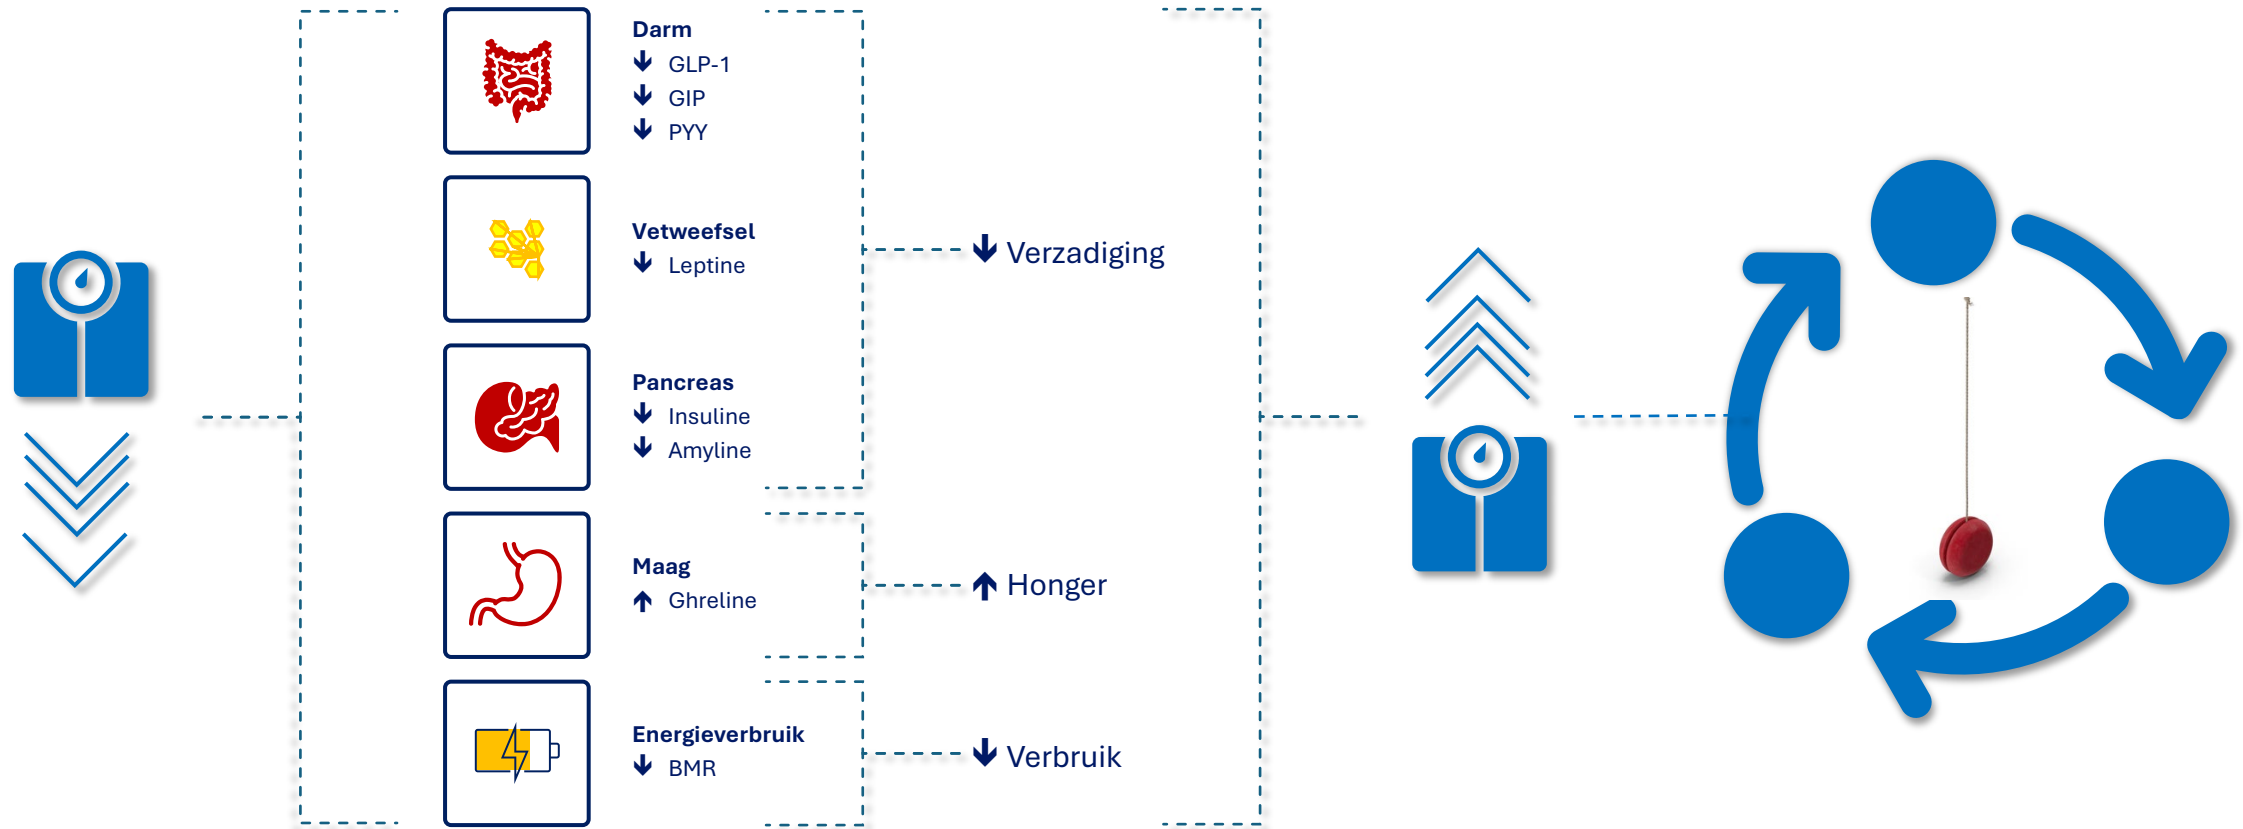 Darm
↓ GLP-1
↓ GIP
↓ PYY
Vetweefsel
↓ Leptine
↓ Verzadiging
Pancreas
↓ Insuline
↓ Amyline
Maag
↑ Ghreline
↑ Honger
Energieverbruik
↓ BMR
↓ Verbruik